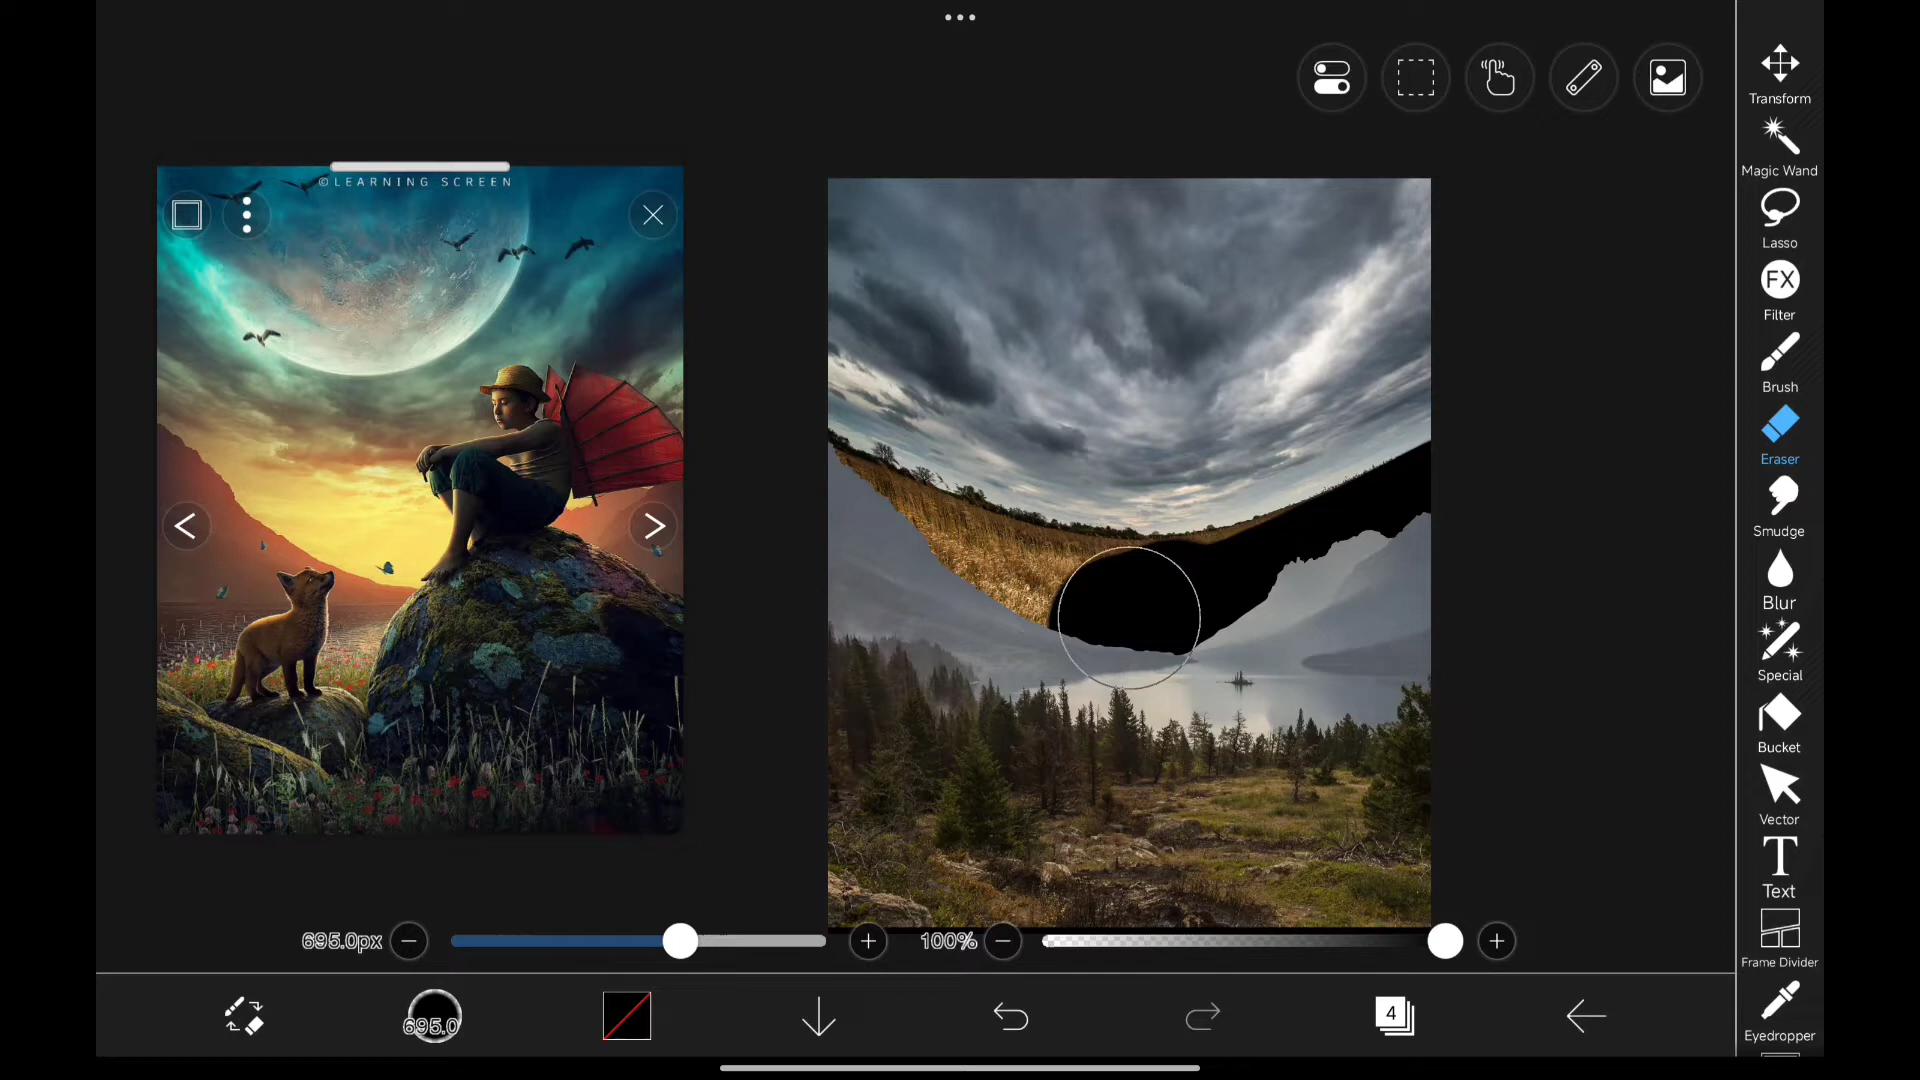 Transform
Magic Wand
©LEARNING SCREEN
Lasso
FX
Filter
Brush
Eraser
Smudge
Blur
Special
Bucket
Vector
T
Text
695.0px
100%
Frame Divider
695.0
4
Eyedropper